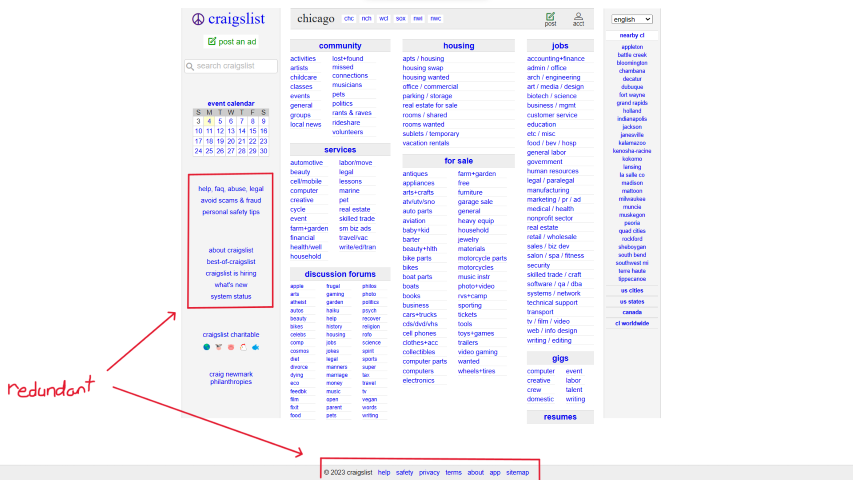 craigslist
post an ad
search craigslist
event calendar
S M T W T F S
3 4 5 6 7 8 9
10 11 12 13 14 15 16
17 18 19 20 21 22 23
24 25 26 27 28 29 30
help, faq, abuse, legal
avoid scams & fraud
personal safety tips
about craigslist
best-of-craigslist
craigslist is hiring
what's new
system status
craigslist charitable
craig newmark
philanthropies
redundant
chicago chc nch wcl sox nwi nwc
post acct
community
activities
artists
childcare
classes
events
general
groups
local news
lost+found
missed
connections
musicians
pets
politics
rants & raves
rideshare
volunteers
services
automotive
beauty
cell/mobile
computer
creative
cycle
event
farm+garden
financial
health/well
household
labor/move
legal
lessons
marine
pet
real estate
skilled trade
sm biz ads
travel/vac
write/ed/tran
discussion forums
apple
arts
atheist
autos
beauty
bikes
celebs
comp
cosmos
diet
divorce
dying
eco
feedbk
film
fixit
food
frugal
gaming
garden
haiku
help
history
housing
jobs
jokes
legal
manners
marriage
money
music
open
parent
pets
philos
photo
politics
psych
recover
religion
rofo
science
spirit
sports
super
tax
travel
tv
vegan
words
writing
housing
apts / housing
housing swap
housing wanted
office / commercial
parking / storage
real estate for sale
rooms / shared
rooms wanted
sublets / temporary
vacation rentals
for sale
antiques
appliances
arts+crafts
atv/utv/sno
auto parts
aviation
baby+kid
barter
beauty+hlth
bike parts
bikes
boat parts
boats
books
business
cars+trucks
cds/dvd/vhs
cell phones
clothes+acc
collectibles
computer parts
computers
electronics
farm+garden
free
furniture
garage sale
general
heavy equip
household
jewelry
materials
motorcycle parts
motorcycles
music instr
photo+video
rvs+camp
sporting
tickets
tools
toys+games
trailers
video gaming
wanted
wheels+tires
jobs
accounting+finance
admin / office
arch / engineering
art / media / design
biotech / science
business / mgmt
customer service
education
etc / misc
food / bev / hosp
general labor
government
human resources
legal / paralegal
manufacturing
marketing / pr / ad
medical / health
nonprofit sector
real estate
retail / wholesale
sales / biz dev
salon / spa / fitness
security
skilled trade / craft
software / qa / dba
systems / network
technical support
transport
tv / film / video
web / info design
writing / editing
gigs
computer
creative
crew
domestic
event
labor
talent
writing
resumes
english
nearby cl
appleton
battle creek
bloomington
chambana
decatur
dubuque
fort wayne
grand rapids
holland
indianapolis
jackson
janesville
kalamazoo
kenosha-racine
kokomo
lansing
la salle co
madison
mattoon
milwaukee
muncie
muskegon
peoria
quad cities
rockford
sheboygan
south bend
southwest mi
terre haute
tippecanoe
us cities
us states
canada
cl worldwide
© 2023 craigslist help safety privacy terms about app sitemap